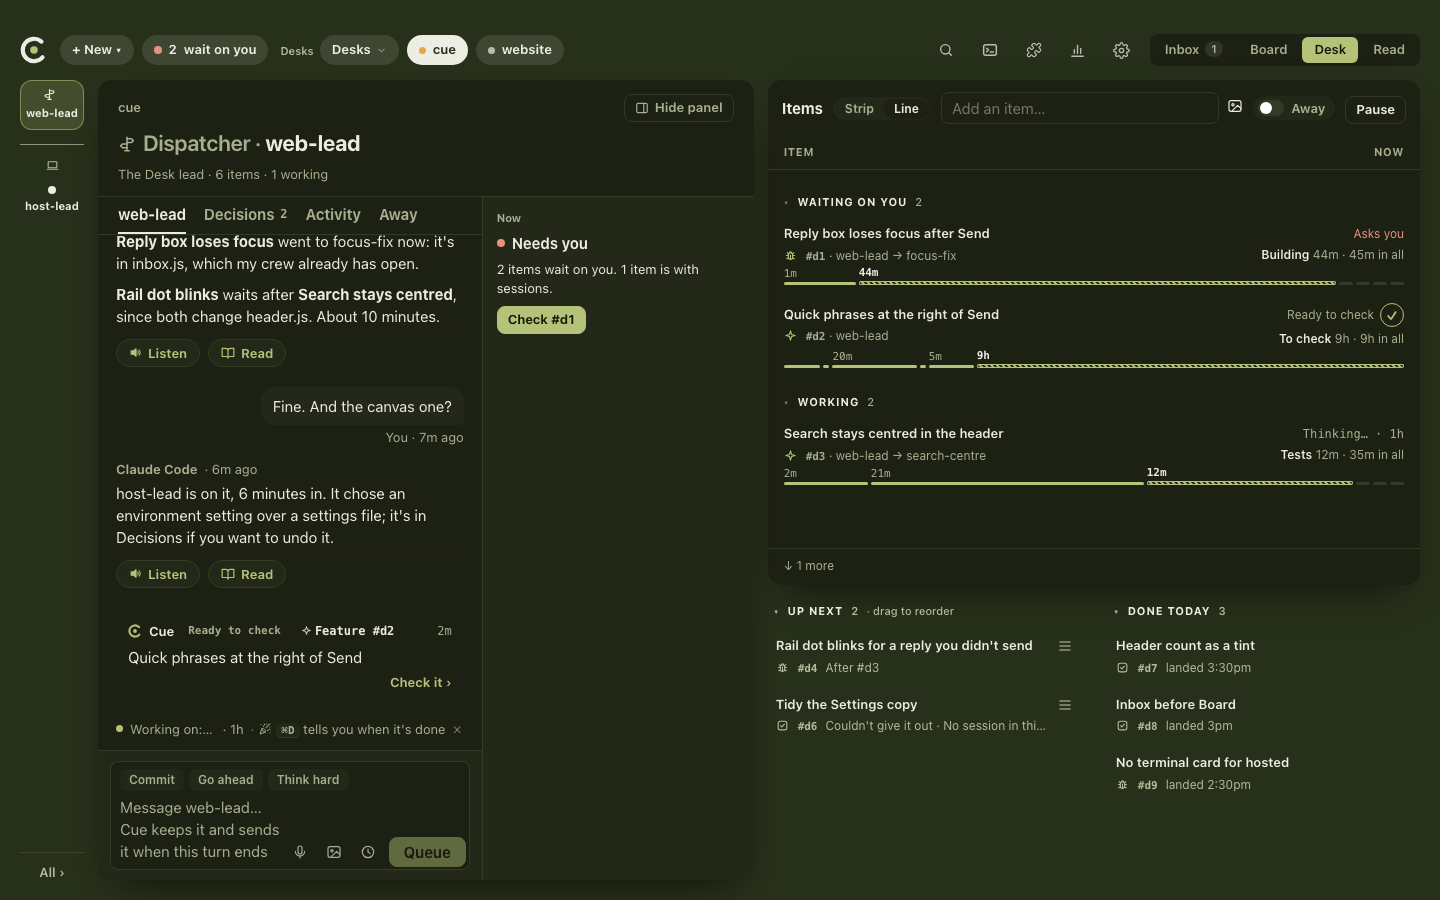 + New ▾
2 wait on you
Desks
Desks
cue
website
Inbox 1
Board
Desk
Read
web-lead
host-lead
All ›
cue
Hide panel
Dispatcher · web-lead
The Desk lead · 6 items · 1 working
web-lead
Decisions 2
Activity
Away
Reply box loses focus went to focus-fix now: it's
in inbox.js, which my crew already has open.
Rail dot blinks waits after Search stays centred,
since both change header.js. About 10 minutes.
Listen
Read
Fine. And the canvas one?
You · 7m ago
Claude Code · 6m ago
host-lead is on it, 6 minutes in. It chose an
environment setting over a settings file; it's in
Decisions if you want to undo it.
Listen
Read
Cue Ready to check Feature #d2 2m
Quick phrases at the right of Send
Check it ›
Working on:... · 1h · ⌘D tells you when it's done ×
Commit
Go ahead
Think hard
Message web-lead...
Cue keeps it and sends
it when this turn ends
Queue
Now
Needs you
2 items wait on you. 1 item is with
sessions.
Check #d1
Items
Strip
Line
Add an item...
Away
Pause
ITEM
NOW
WAITING ON YOU 2
Reply box loses focus after Send
Asks you
#d1 · web-lead → focus-fix
Building 44m · 45m in all
1m
44m
Quick phrases at the right of Send
Ready to check
#d2 · web-lead
To check 9h · 9h in all
20m
5m
9h
WORKING 2
Search stays centred in the header
Thinking… · 1h
#d3 · web-lead → search-centre
Tests 12m · 35m in all
2m
21m
12m
↓ 1 more
UP NEXT 2 · drag to reorder
Rail dot blinks for a reply you didn't send
#d4 After #d3
Tidy the Settings copy
#d6 Couldn't give it out · No session in thi...
DONE TODAY 3
Header count as a tint
#d7 landed 3:30pm
Inbox before Board
#d8 landed 3pm
No terminal card for hosted
#d9 landed 2:30pm